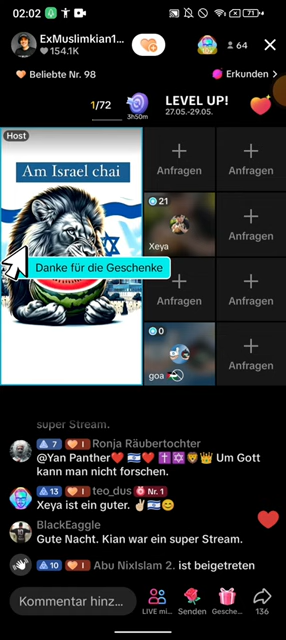 02:02
71
ExMuslimkian1...
154.1K
64
Beliebte Nr. 98
Erkunden >
1/72
3h50m
LEVEL UP!
27.05.-29.05.
Host
Am Israel chai
Danke für die Geschenke
Anfragen
Anfragen
21
Xeya
Anfragen
Anfragen
Anfragen
0
goa
Anfragen
super Stream.
7 I Ronja Räubertochter
@Yan Panther❤️ 🇮🇱❤️ ✝️✡️🦁👑 Um Gott
kann man nicht forschen.
13 I teo_dus Nr. 1
Xeya ist ein guter. ✌🏻🇮🇱😊
BlackEaggle
Gute Nacht. Kian war ein super Stream.
10 I Abu NixIslam 2. ist beigetreten
Kommentar hinz...
LIVE mi...
Senden
Gesche...
136